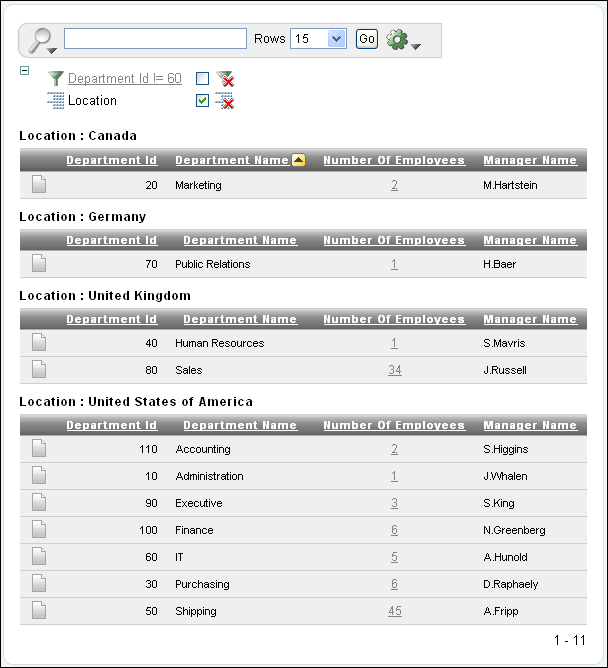 Rows 15 Go
Department Id != 60
Location
Location : Canada
Department Id Department Name Number Of Employees Manager Name
20 Marketing 2 M.Hartstein
Location : Germany
Department Id Department Name Number Of Employees Manager Name
70 Public Relations 1 H.Baer
Location : United Kingdom
Department Id Department Name Number Of Employees Manager Name
40 Human Resources 1 S.Mavris
80 Sales 34 J.Russell
Location : United States of America
Department Id Department Name Number Of Employees Manager Name
110 Accounting 2 S.Higgins
10 Administration 1 J.Whalen
90 Executive 3 S.King
100 Finance 6 N.Greenberg
60 IT 5 A.Hunold
30 Purchasing 6 D.Raphaely
50 Shipping 45 A.Fripp
1 - 11